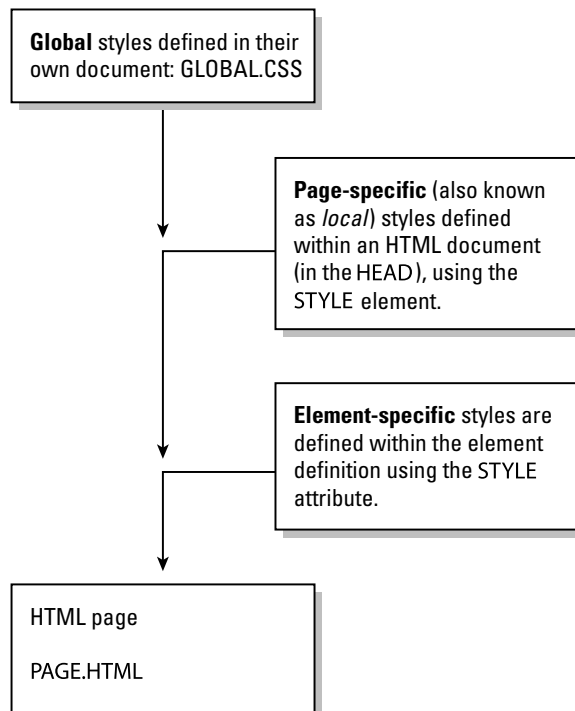 Global styles defined in their
own document: GLOBAL.CSS
Page-specific (also known
as local) styles defined
within an HTML document
(in the HEAD), using the
STYLE element.
Element-specific styles are
defined within the element
definition using the STYLE
attribute.
HTML page
PAGE.HTML